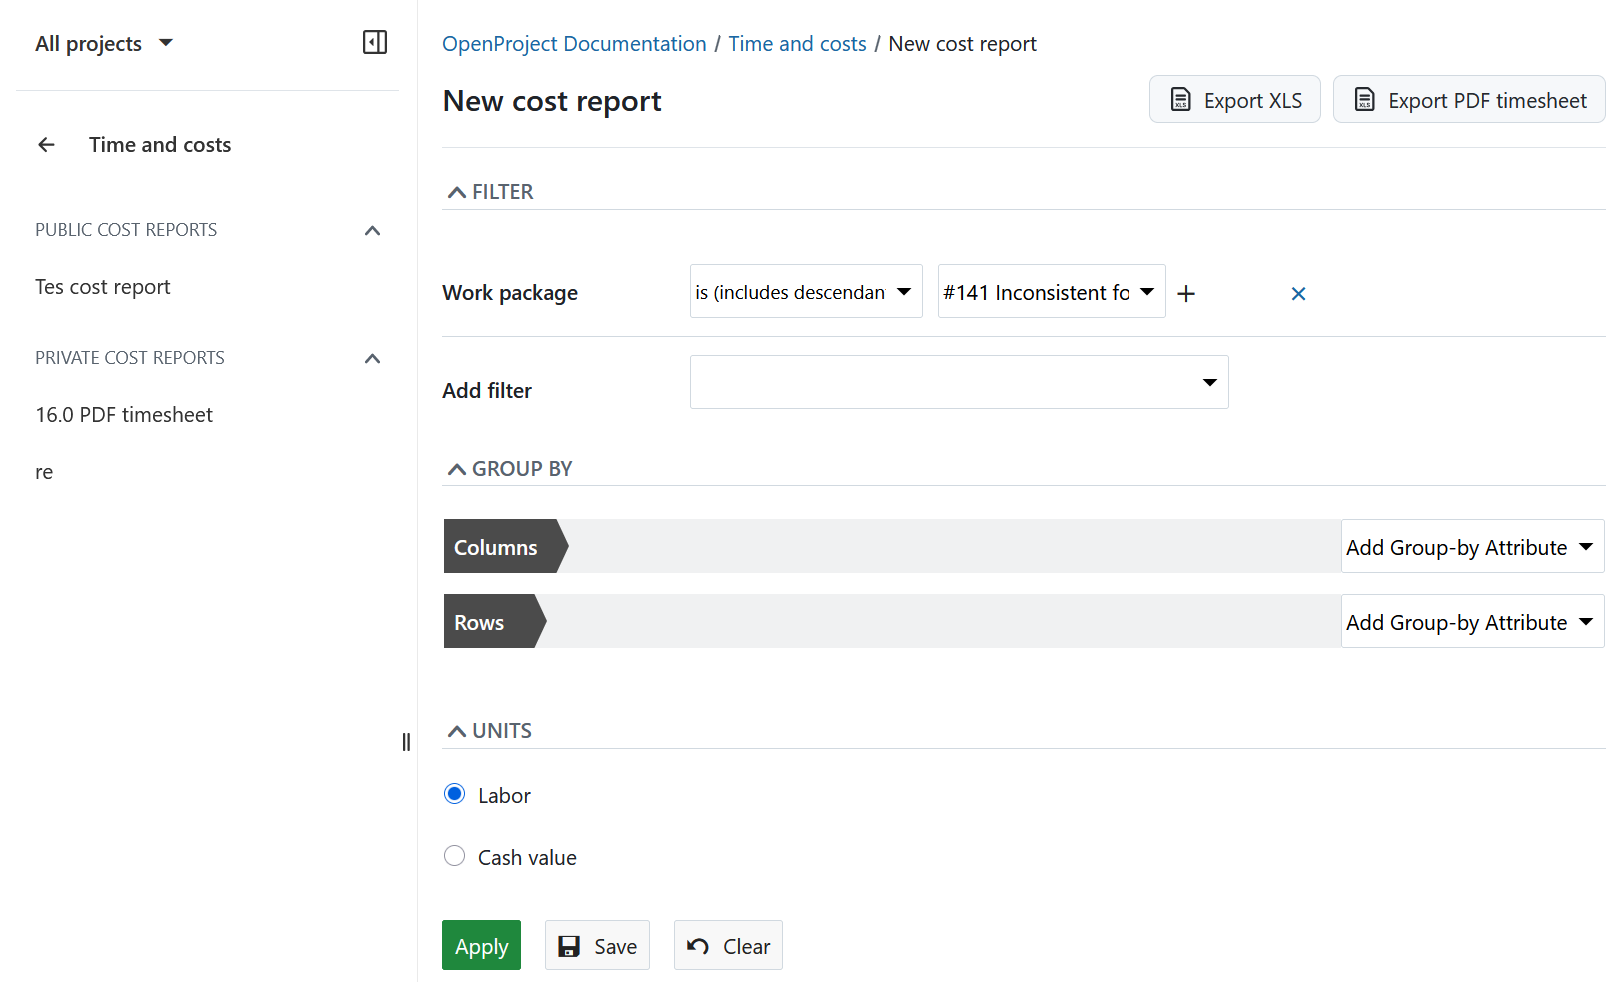 All projects
Time and costs
PUBLIC COST REPORTS
Tes cost report
PRIVATE COST REPORTS
16.0 PDF timesheet
re
OpenProject Documentation / Time and costs / New cost report
New cost report
Export XLS
Export PDF timesheet
FILTER
Work package
is (includes descendan
#141 Inconsistent fo
Add filter
GROUP BY
Columns
Add Group-by Attribute
Rows
Add Group-by Attribute
UNITS
Labor
Cash value
Apply
Save
Clear